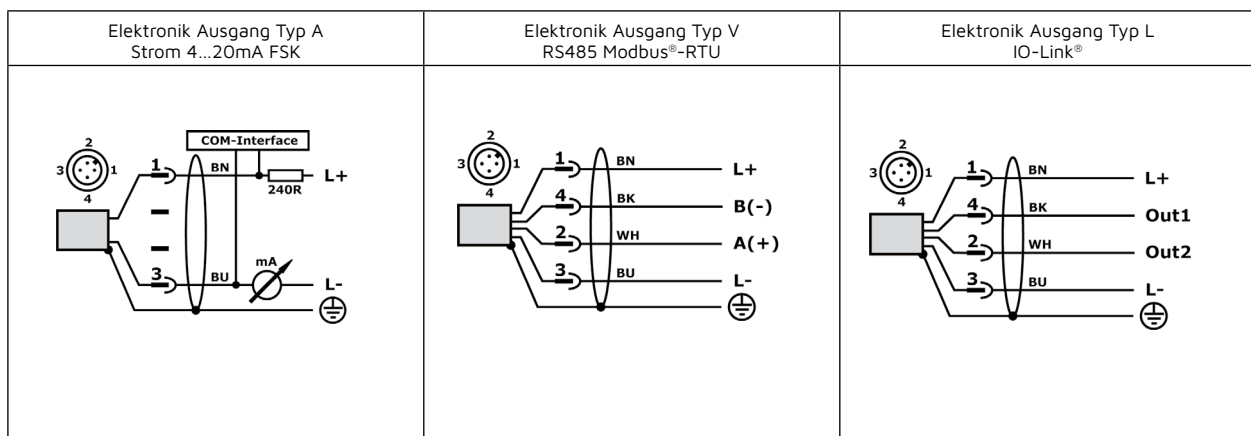 Elektronik Ausgang Typ A
Strom 4...20mA FSK
2
3
1
4
COM-Interface
1
BN
240R
L+
mA
3
BU
L-
Elektronik Ausgang Typ V
RS485 Modbus®-RTU
2
3
1
4
1
BN
L+
4
BK
B(-)
2
WH
A(+)
3
BU
L-
Elektronik Ausgang Typ L
IO-Link®
2
3
1
4
1
BN
L+
4
BK
Out1
2
WH
Out2
3
BU
L-